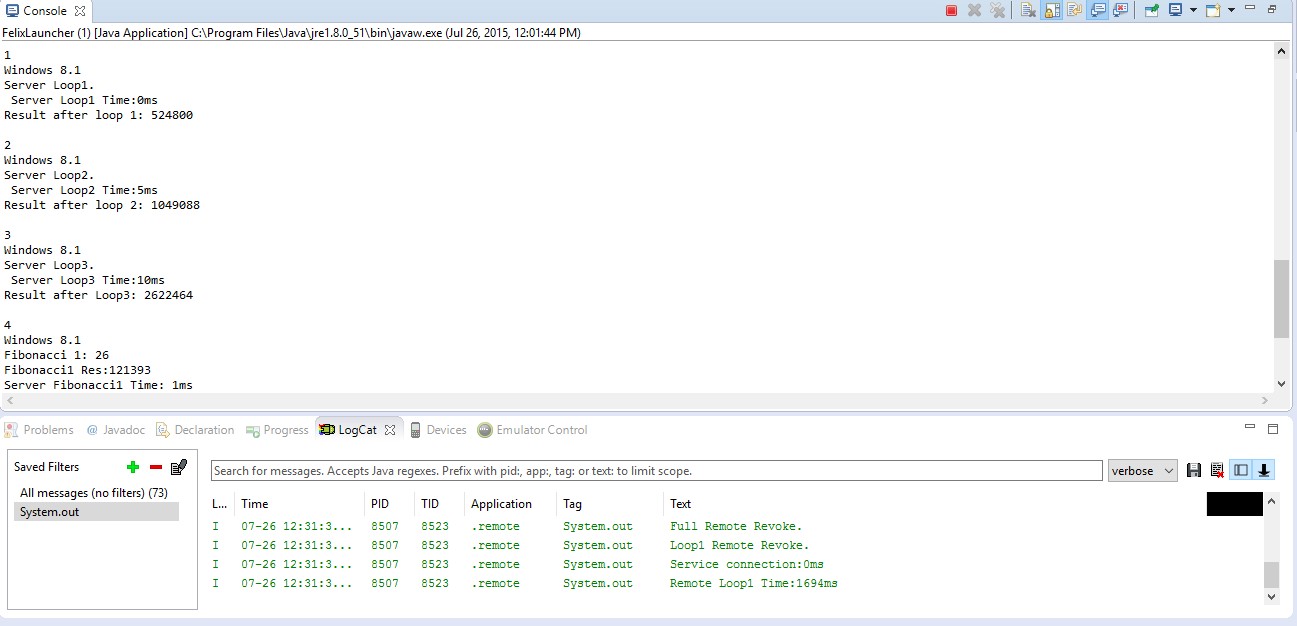 Console
FelixLauncher (1) [Java Application] C:\Program Files\Java\jre1.8.0_51\bin\javaw.exe (Jul 26, 2015, 12:01:44 PM)
1
Windows 8.1
Server Loop1.
Server Loop1 Time:0ms
Result after loop 1: 524800
2
Windows 8.1
Server Loop2.
Server Loop2 Time:5ms
Result after loop 2: 1049088
3
Windows 8.1
Server Loop3.
Server Loop3 Time:10ms
Result after Loop3: 2622464
4
Windows 8.1
Fibonacci 1: 26
Fibonacci1 Res:121393
Server Fibonacci1 Time: 1ms
Problems @ Javadoc Declaration Progress LogCat Devices Emulator Control
Saved Filters
All messages (no filters) (73)
System.out
Search for messages. Accepts Java regexes. Prefix with pid:, app:, tag: or text: to limit scope. verbose
L... Time PID TID Application Tag Text
I 07-26 12:31:3... 8507 8523 .remote System.out Full Remote Revoke.
I 07-26 12:31:3... 8507 8523 .remote System.out Loop1 Remote Revoke.
I 07-26 12:31:3... 8507 8523 .remote System.out Service connection:0ms
I 07-26 12:31:3... 8507 8523 .remote System.out Remote Loop1 Time:1694ms